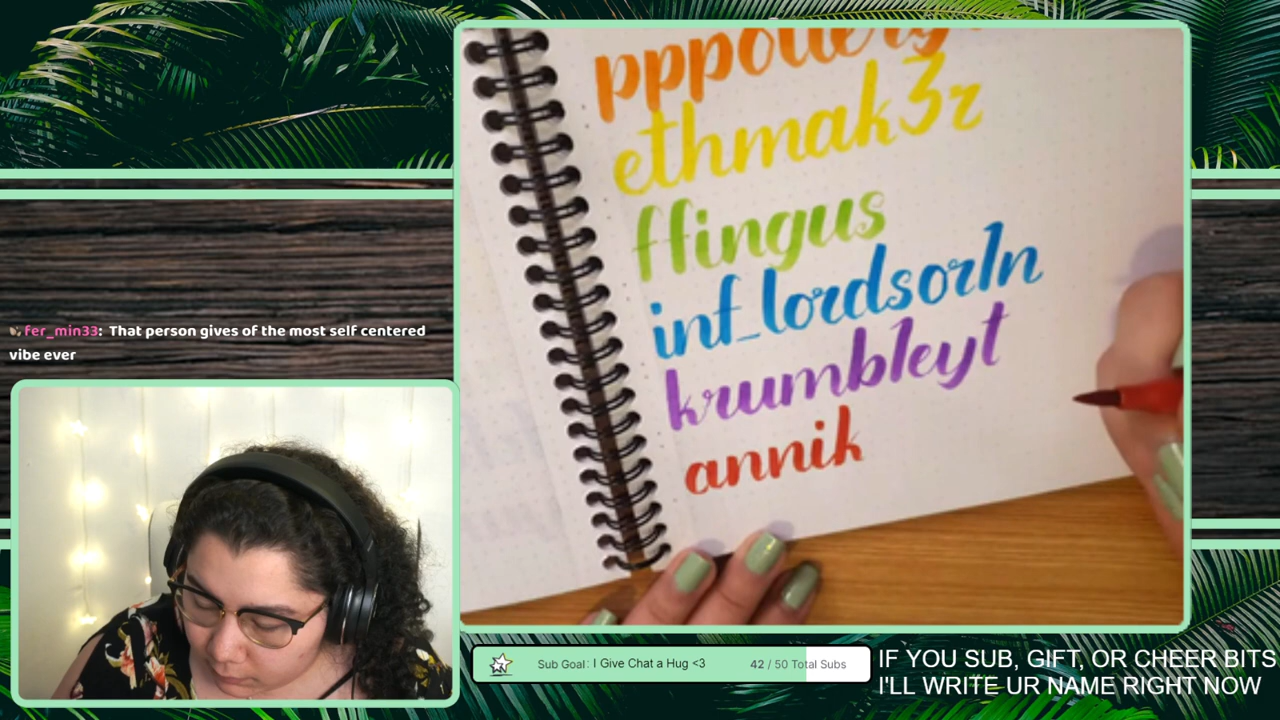 ethmak3r
ffingus
inf_lordsor1n
krumbleyt
annik
fer_min33: That person gives of the most self centered
vibe ever
Sub Goal: I Give Chat a Hug <3 42 / 50 Total Subs
IF YOU SUB, GIFT, OR CHEER BITS
I'LL WRITE UR NAME RIGHT NOW